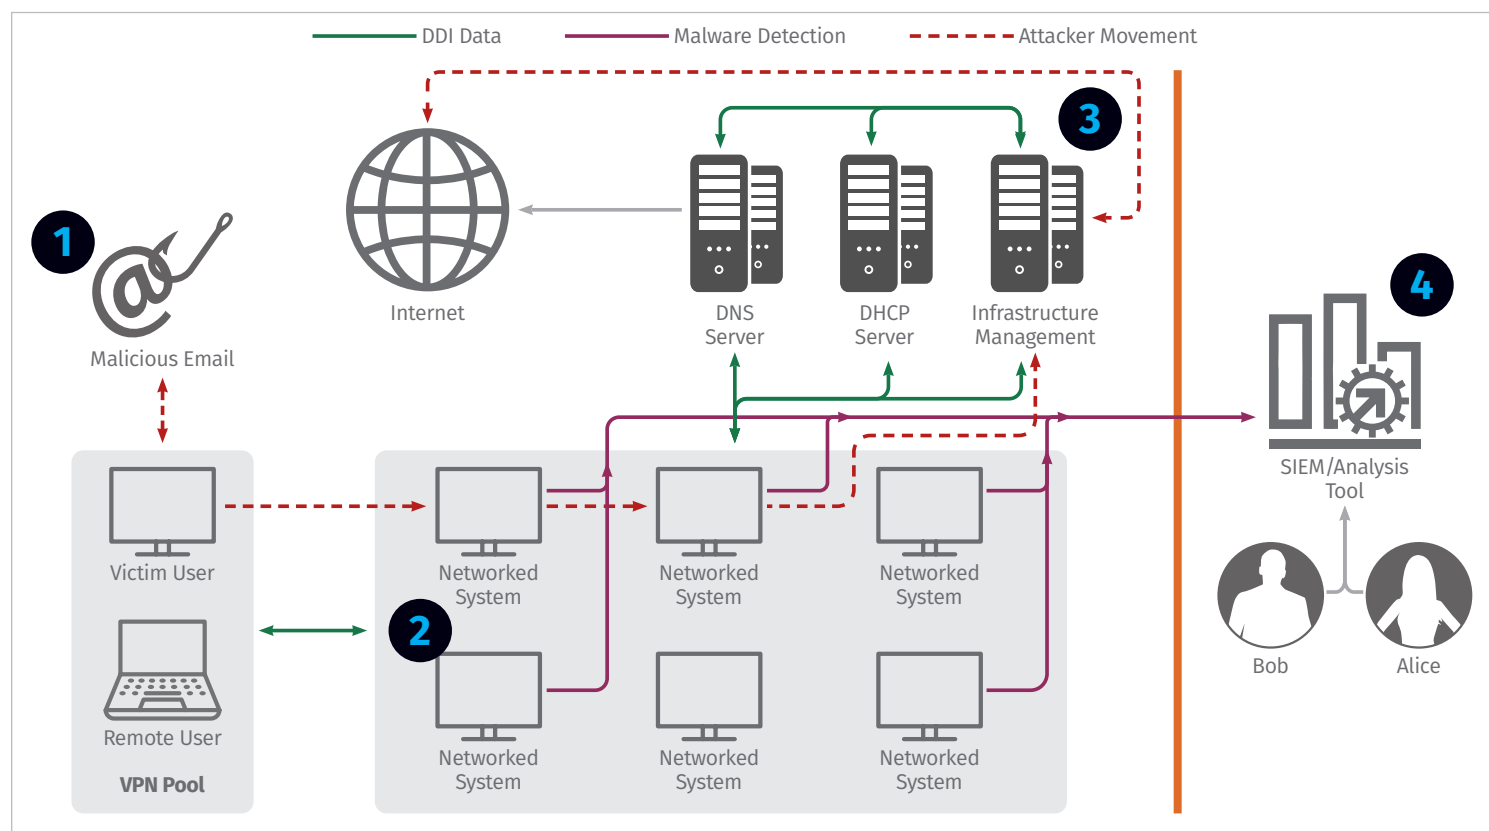 DDI Data
Malware Detection
Attacker Movement
3
1
Internet
DNS
Server
DHCP
Server
Infrastructure
Management
4
Malicious Email
SIEM/Analysis
Tool
Victim User
Networked
System
Networked
System
Networked
System
2
Bob
Alice
Remote User
VPN Pool
Networked
System
Networked
System
Networked
System